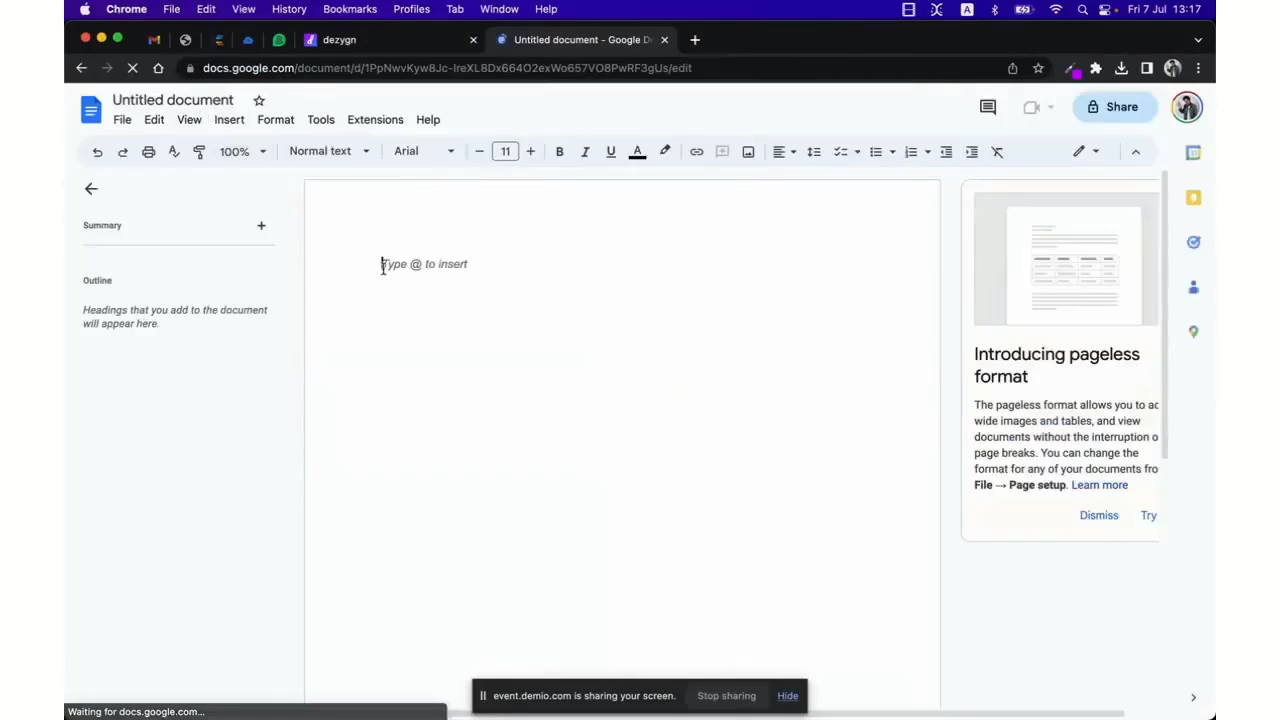 Chrome File Edit View History Bookmarks Profiles Tab Window Help A Fri 7 Jul 13:17
dezygn Untitled document - Google D
docs.google.com/document/d/1PpNwvKyw8Jc-IreXL8Dx664O2exWo657VO8PwRF3gUs/edit
Untitled document
File Edit View Insert Format Tools Extensions Help
Share
100% Normal text Arial 11 B I U A
Summary
Outline
Headings that you add to the document
will appear here.
Type @ to insert
Introducing pageless
format
The pageless format allows you to ac
wide images and tables, and view
documents without the interruption o
page breaks. You can change the
format for any of your documents fro
File → Page setup. Learn more
Dismiss Try
event.demio.com is sharing your screen. Stop sharing Hide
Waiting for docs.google.com...